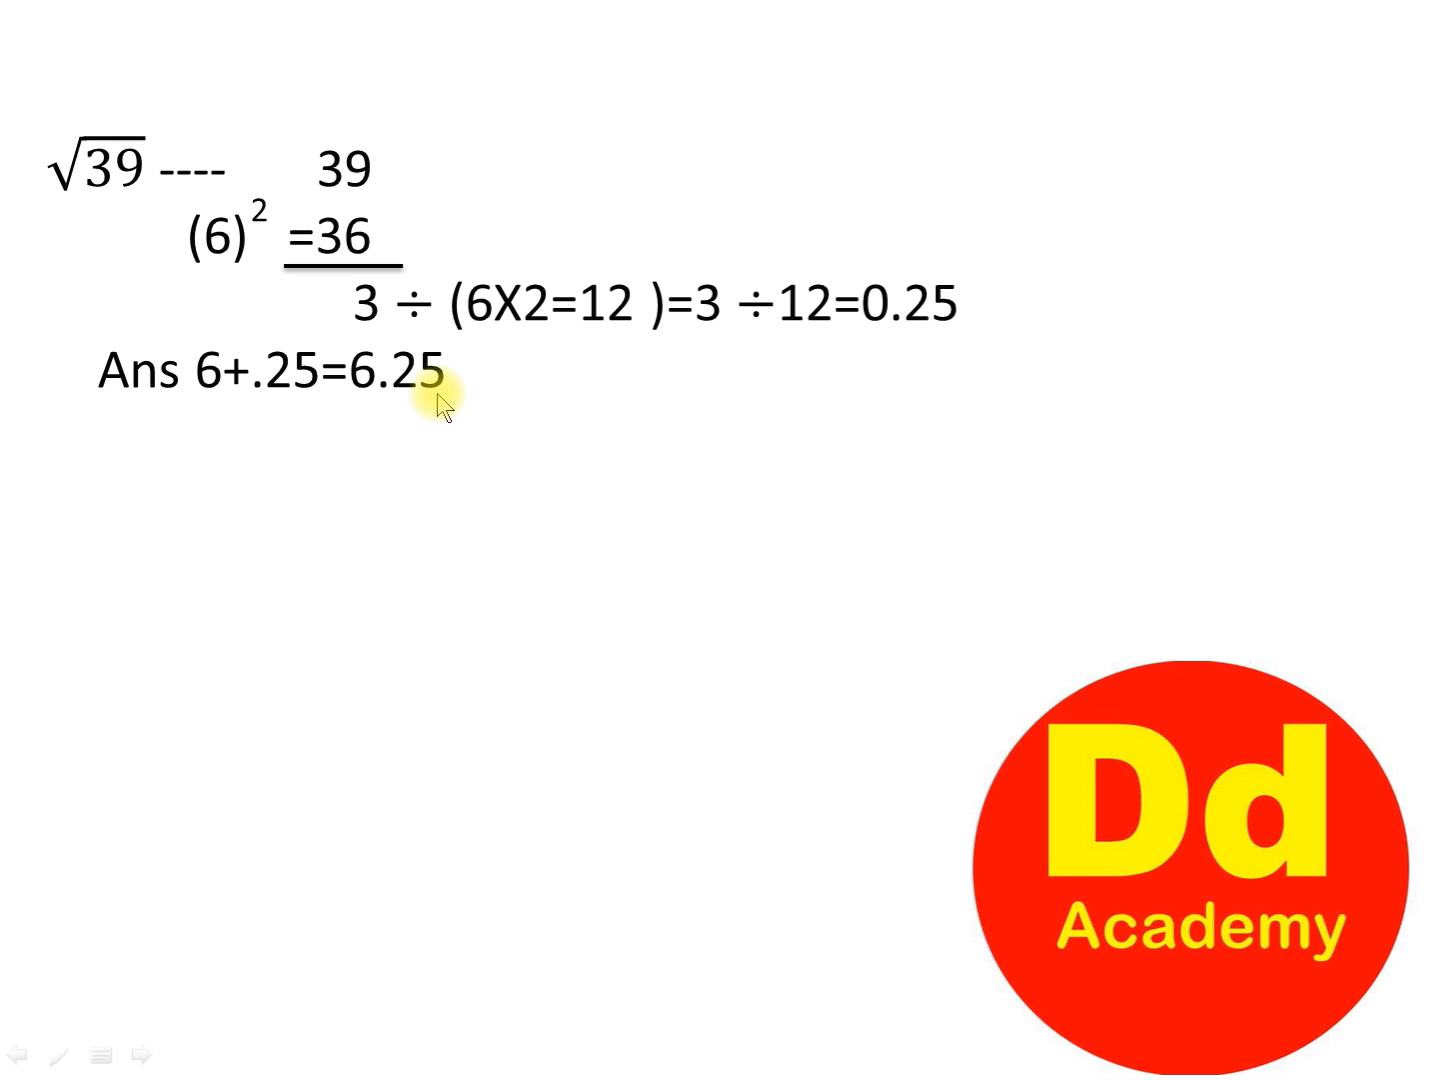 √39 ---- 39
(6)² =36
3 ÷ (6X2=12 )=3 ÷12=0.25
Ans 6+.25=6.25
Dd
Academy